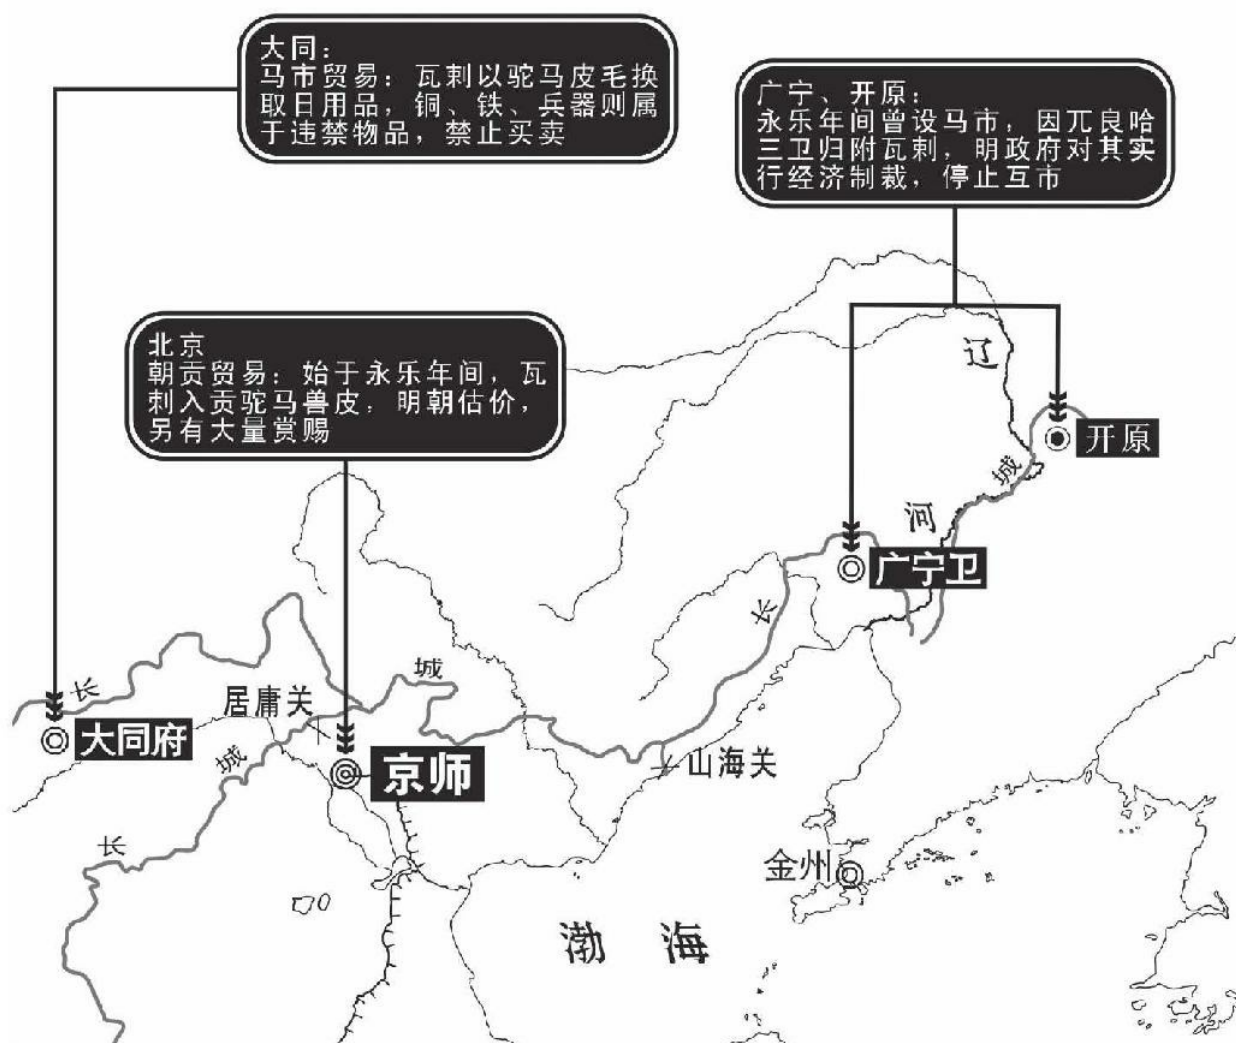 大同：
马市贸易：瓦剌以驼马皮毛换
取日用品，铜、铁、兵器则属
于违禁物品，禁止买卖
广宁、开原：
永乐年间曾设马市，因兀良哈
三卫归附瓦剌，明政府对其实
行经济制裁，停止互市
北京
朝贡贸易：始于永乐年间，瓦
剌入贡驼马兽皮，明朝估价，
另有大量赏赐
辽
河
开原
城
广宁卫
长
长
城
居庸关
大同府
城
京师
山海关
长
金州
渤海